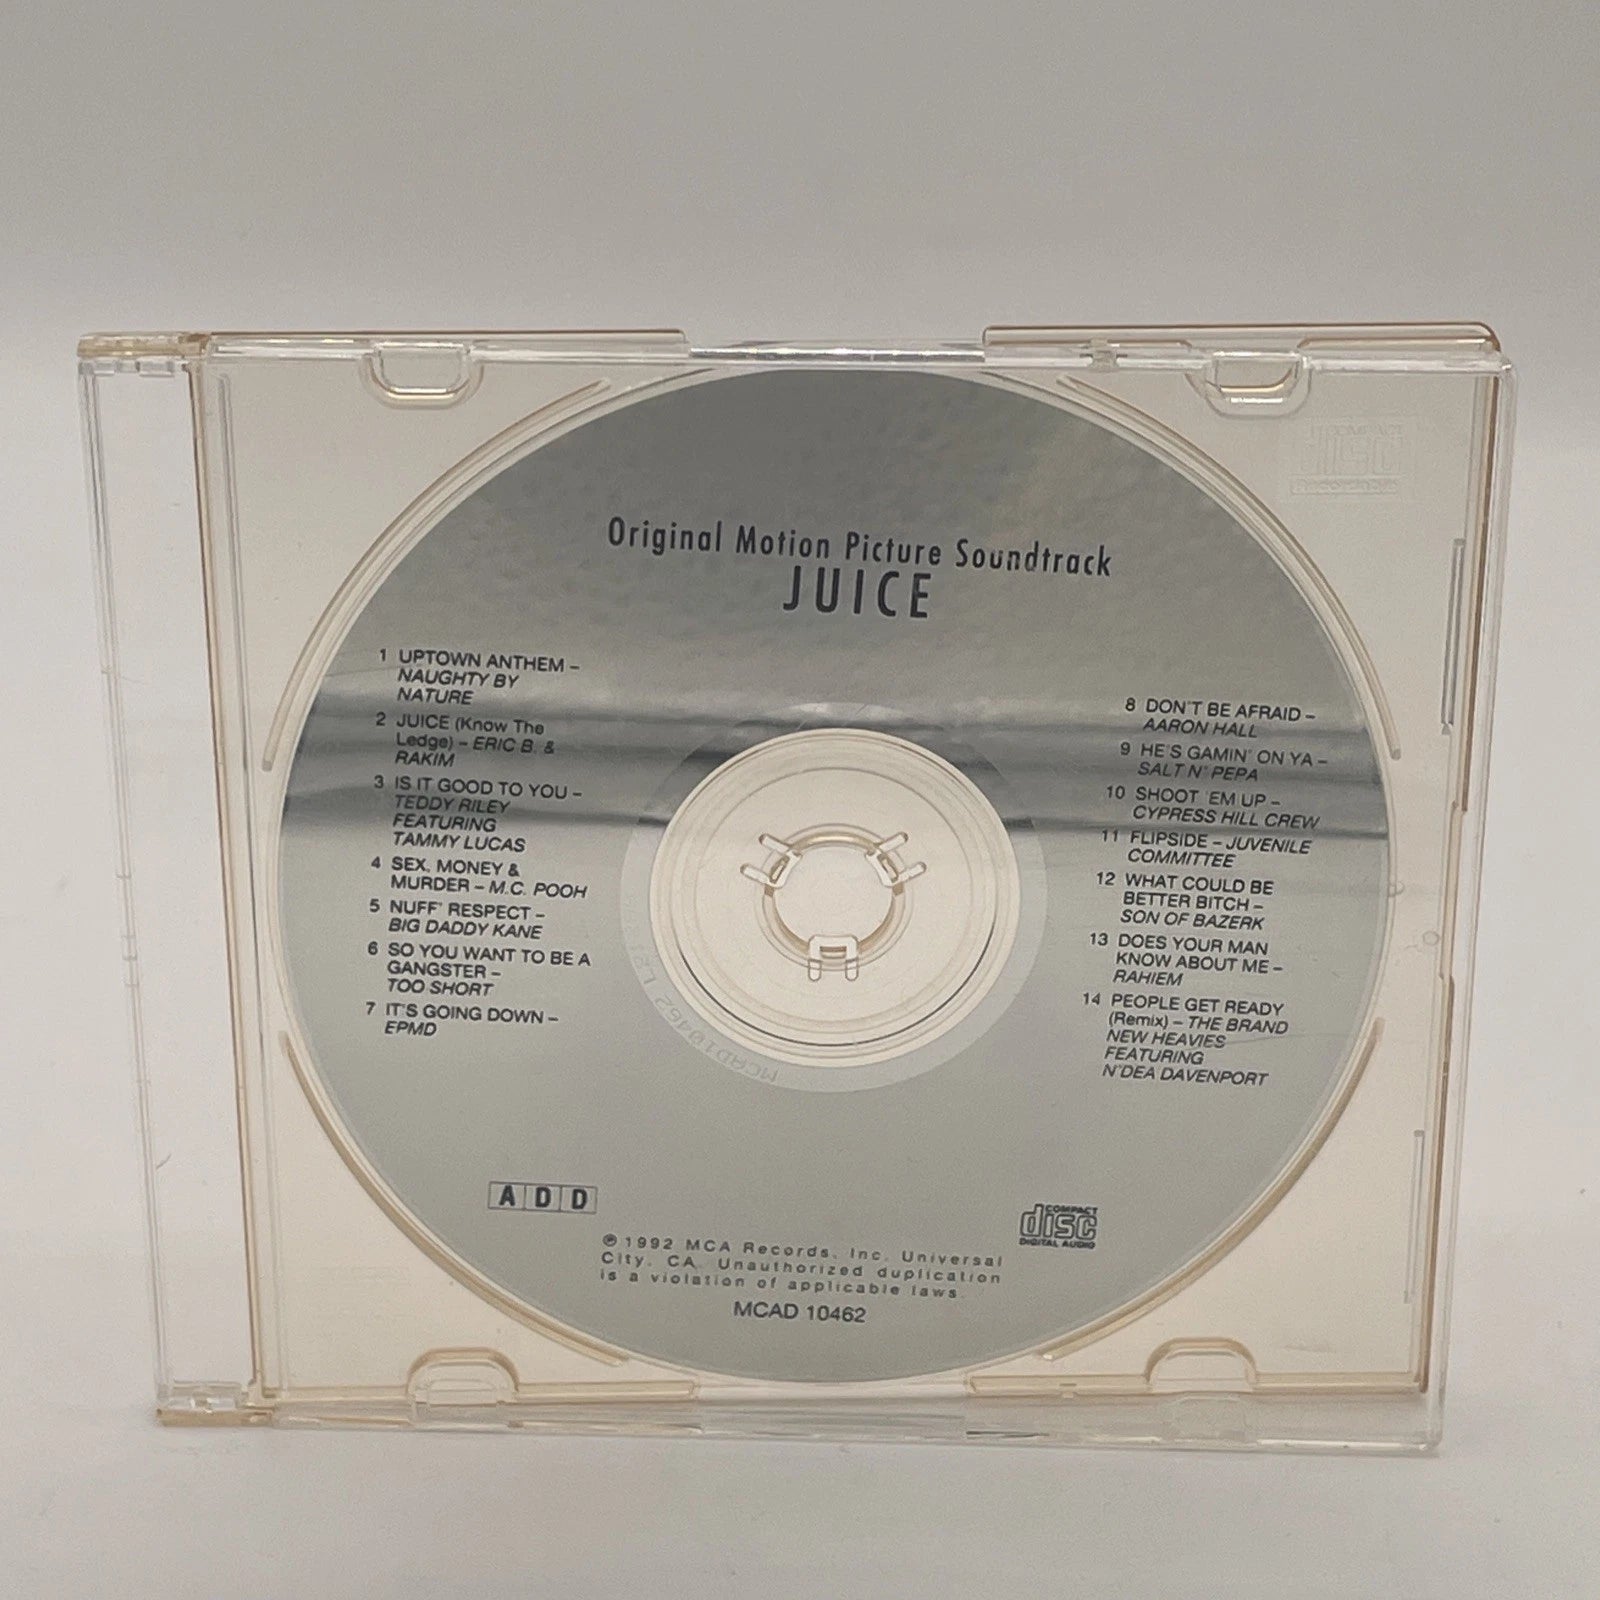 Original Motion Picture Soundtrack
JUICE
1 UPTOWN ANTHEM –
NAUGHTY BY
NATURE
2 JUICE (Know The
Ledge) – ERIC B. &
RAKIM
3 IS IT GOOD TO YOU –
TEDDY RILEY
FEATURING
TAMMY LUCAS
4 SEX, MONEY &
MURDER – M.C. POOH
5 NUFF' RESPECT –
BIG DADDY KANE
6 SO YOU WANT TO BE A
GANGSTER –
TOO SHORT
7 IT'S GOING DOWN –
EPMD
8 DON'T BE AFRAID –
AARON HALL
9 HE'S GAMIN' ON YA –
SALT N' PEPA
10 SHOOT 'EM UP –
CYPRESS HILL CREW
11 FLIPSIDE – JUVENILE
COMMITTEE
12 WHAT COULD BE
BETTER BITCH –
SON OF BAZERK
13 DOES YOUR MAN
KNOW ABOUT ME –
RAHIEM
14 PEOPLE GET READY
(Remix) – THE BRAND
NEW HEAVIES
FEATURING
N'DEA DAVENPORT
MCAD10462
ADD
COMPACT
disc
DIGITAL AUDIO
℗ 1992 MCA Records, Inc. Universal
City, CA. Unauthorized duplication
is a violation of applicable laws.
MCAD 10462